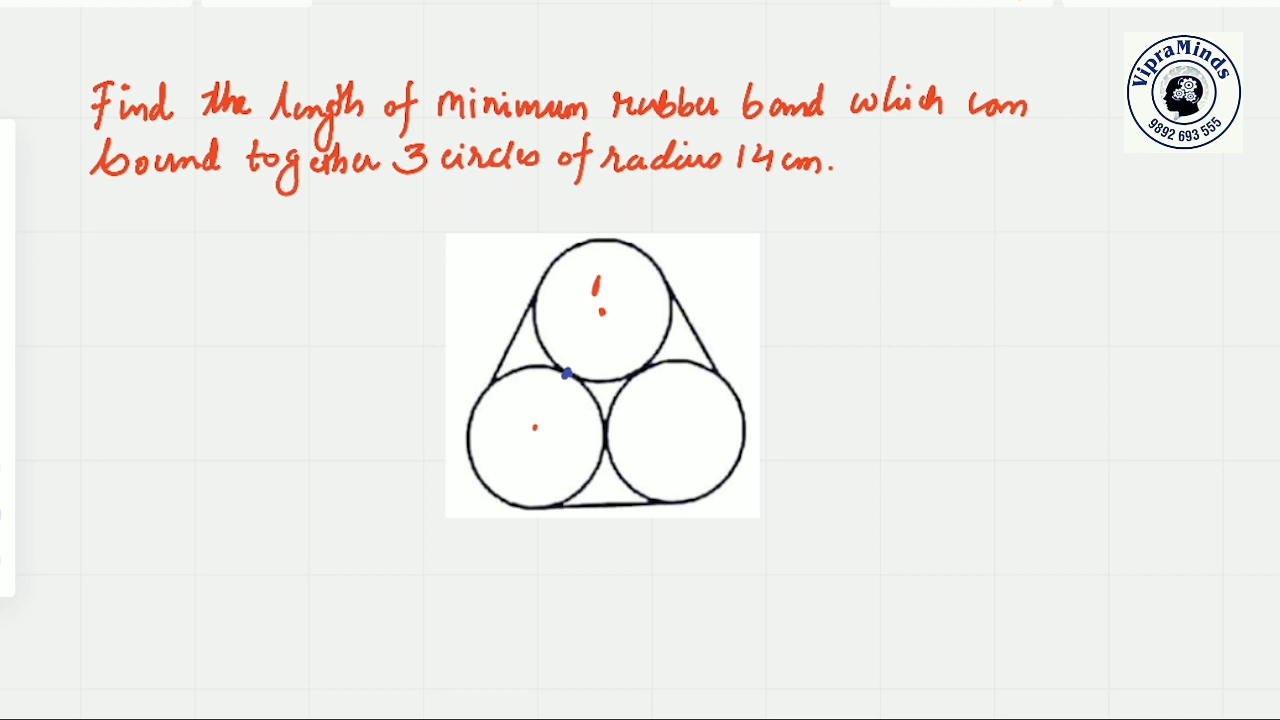 Find the length of minimum rubber band which can
bound together 3 circles of radius 14 cm.
VipraMinds
9892 693 555